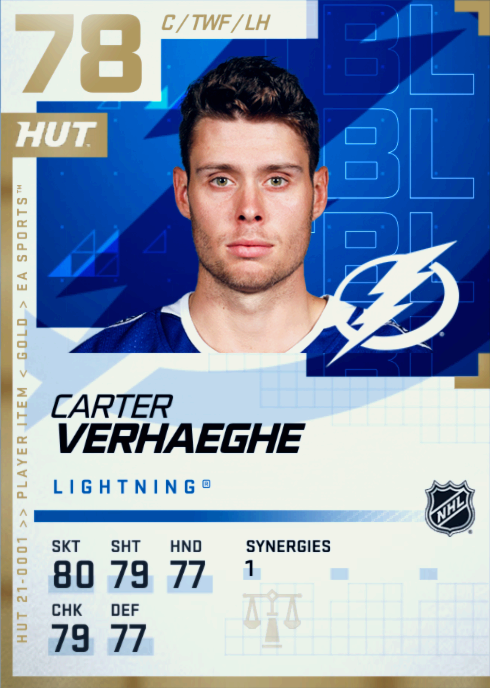 78
C / TWF / LH
BL
BL
BL
BL
HUT
HUT 21-0001 >> PLAYER ITEM < GOLD > EA SPORTS™
CARTER
VERHAEGHE
LIGHTNING®
NHL
SKT SHT HND SYNERGIES
80 79 77 1
CHK DEF
79 77